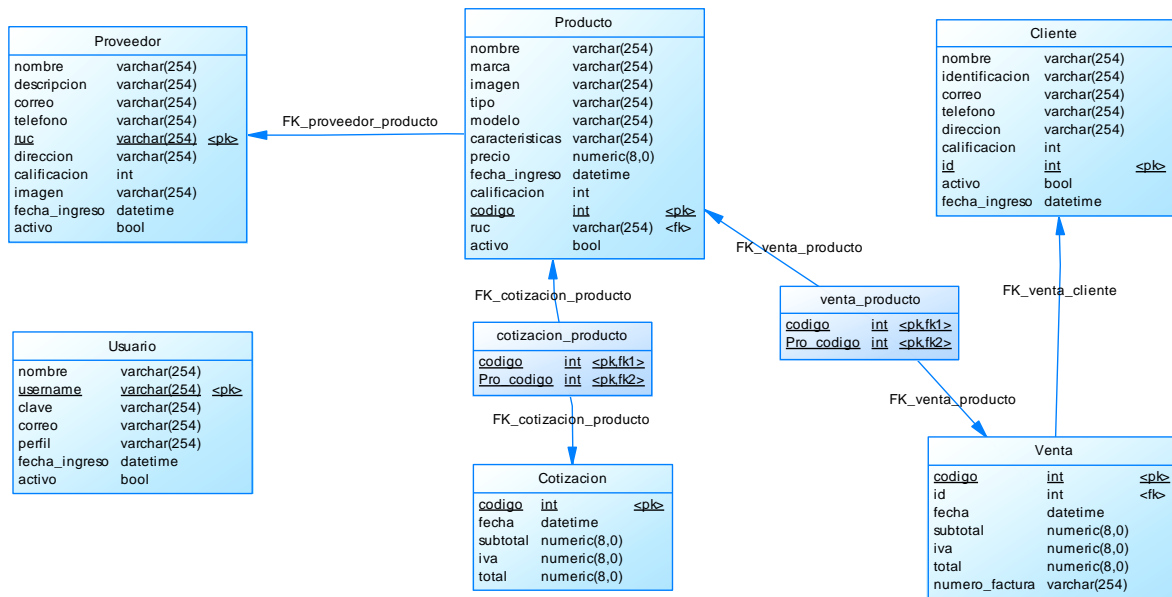 Proveedor
nombre varchar(254)
descripcion varchar(254)
correo varchar(254)
telefono varchar(254)
ruc varchar(254) <pk>
direccion varchar(254)
calificacion int
imagen varchar(254)
fecha_ingreso datetime
activo bool
FK_proveedor_producto
Producto
nombre varchar(254)
marca varchar(254)
imagen varchar(254)
tipo varchar(254)
modelo varchar(254)
caracteristicas varchar(254)
precio numeric(8,0)
fecha_ingreso datetime
calificacion int
codigo int <pk>
ruc varchar(254) <fk>
activo bool
Cliente
nombre varchar(254)
identificacion varchar(254)
correo varchar(254)
telefono varchar(254)
direccion varchar(254)
calificacion int
id int <pk>
activo bool
fecha_ingreso datetime
FK_venta_producto
FK_cotizacion_producto
FK_venta_cliente
venta_producto
codigo int <pk,fk1>
Pro_codigo int <pk,fk2>
cotizacion_producto
codigo int <pk,fk1>
Pro_codigo int <pk,fk2>
Usuario
nombre varchar(254)
username varchar(254) <pk>
clave varchar(254)
correo varchar(254)
perfil varchar(254)
fecha_ingreso datetime
activo bool
FK_cotizacion_producto
FK_venta_producto
Cotizacion
codigo int <pk>
fecha datetime
subtotal numeric(8,0)
iva numeric(8,0)
total numeric(8,0)
Venta
codigo int <pk>
id int <fk>
fecha datetime
subtotal numeric(8,0)
iva numeric(8,0)
total numeric(8,0)
numero_factura varchar(254)